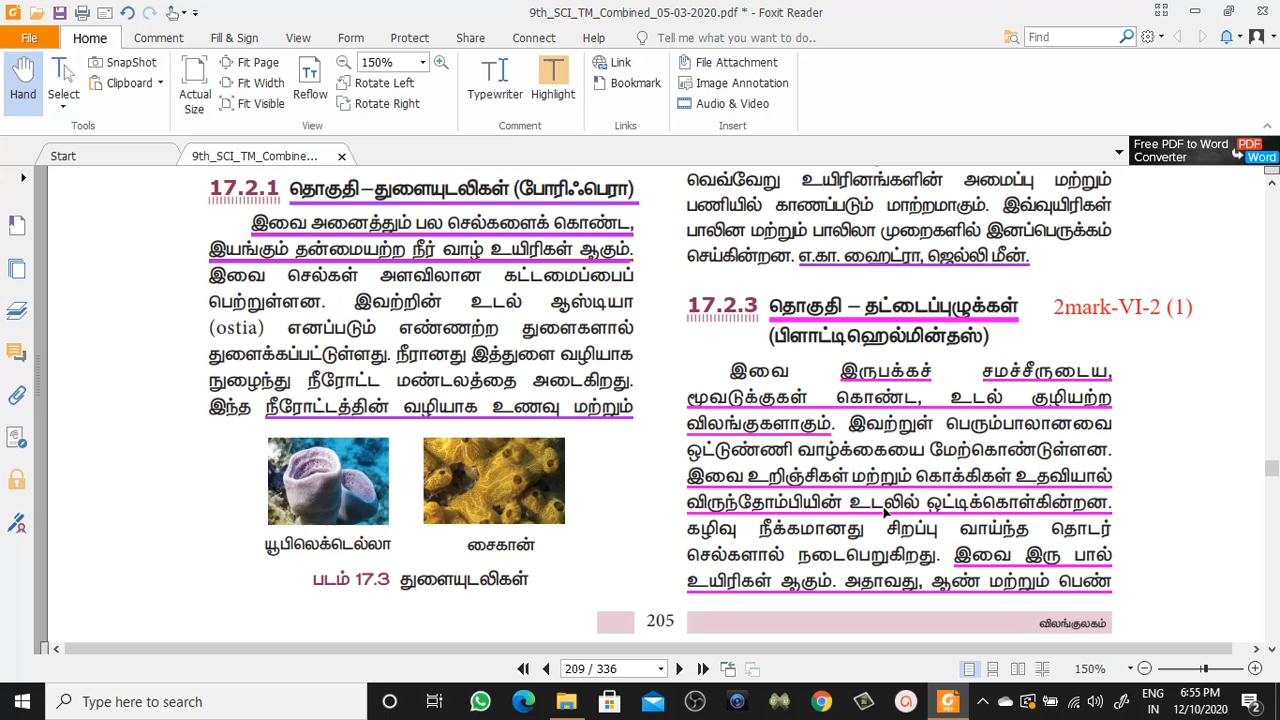 9th_SCI_TM_Combined_05-03-2020.pdf * - Foxit Reader
File Home Comment Fill & Sign View Form Protect Share Connect Help Tell me what you want to do.. Find
Hand
Select
SnapShot
Clipboard
Actual Size
Fit Page
Fit Width
Fit Visible
Reflow
150%
Rotate Left
Rotate Right
Typewriter
Highlight
Link
Bookmark
File Attachment
Image Annotation
Audio & Video
Tools View Comment Links Insert
Start 9th_SCI_TM_Combine...
Free PDF to Word Converter
PDF
Word
17.2.1 தொகுதி – துளையுடலிகள் (போரிஃபெரா)
இவை அனைத்தும் பல செல்களைக் கொண்ட,
இயங்கும் தன்மையற்ற நீர் வாழ் உயிரிகள் ஆகும்.
இவை செல்கள் அளவிலான கட்டமைப்பைப்
பெற்றுள்ளன. இவற்றின் உடல் ஆஸ்டியா
(ostia) எனப்படும் எண்ணற்ற துளைகளால்
துளைக்கப்பட்டுள்ளது. நீரானது இத்துளை வழியாக
நுழைந்து நீரோட்ட மண்டலத்தை அடைகிறது.
இந்த நீரோட்டத்தின் வழியாக உணவு மற்றும்
யூபிலெக்டெல்லா சைகான்
படம் 17.3 துளையுடலிகள்
வெவ்வேறு உயிரினங்களின் அமைப்பு மற்றும்
பணியில் காணப்படும் மாற்றமாகும். இவ்வுயிரிகள்
பாலின மற்றும் பாலிலா முறைகளில் இனப்பெருக்கம்
செய்கின்றன. எ.கா. ஹைட்ரா, ஜெல்லி மீன்.
17.2.3 தொகுதி – தட்டைப்புழுக்கள் 2mark-VI-2 (1)
(பிளாட்டிஹெல்மின்தஸ்)
இவை இருபக்கச் சமச்சீருடைய,
மூவடுக்குகள் கொண்ட, உடல் குழியற்ற
விலங்குகளாகும். இவற்றுள் பெரும்பாலானவை
ஒட்டுண்ணி வாழ்க்கையை மேற்கொண்டுள்ளன.
இவை உறிஞ்சிகள் மற்றும் கொக்கிகள் உதவியால்
விருந்தோம்பியின் உடலில் ஒட்டிக்கொள்கின்றன.
கழிவு நீக்கமானது சிறப்பு வாய்ந்த தொடர்
செல்களால் நடைபெறுகிறது. இவை இரு பால்
உயிரிகள் ஆகும். அதாவது, ஆண் மற்றும் பெண்
205 விலங்குலகம்
209 / 336 150%
Type here to search
ENG
IN
6:55 PM
12/10/2020
2